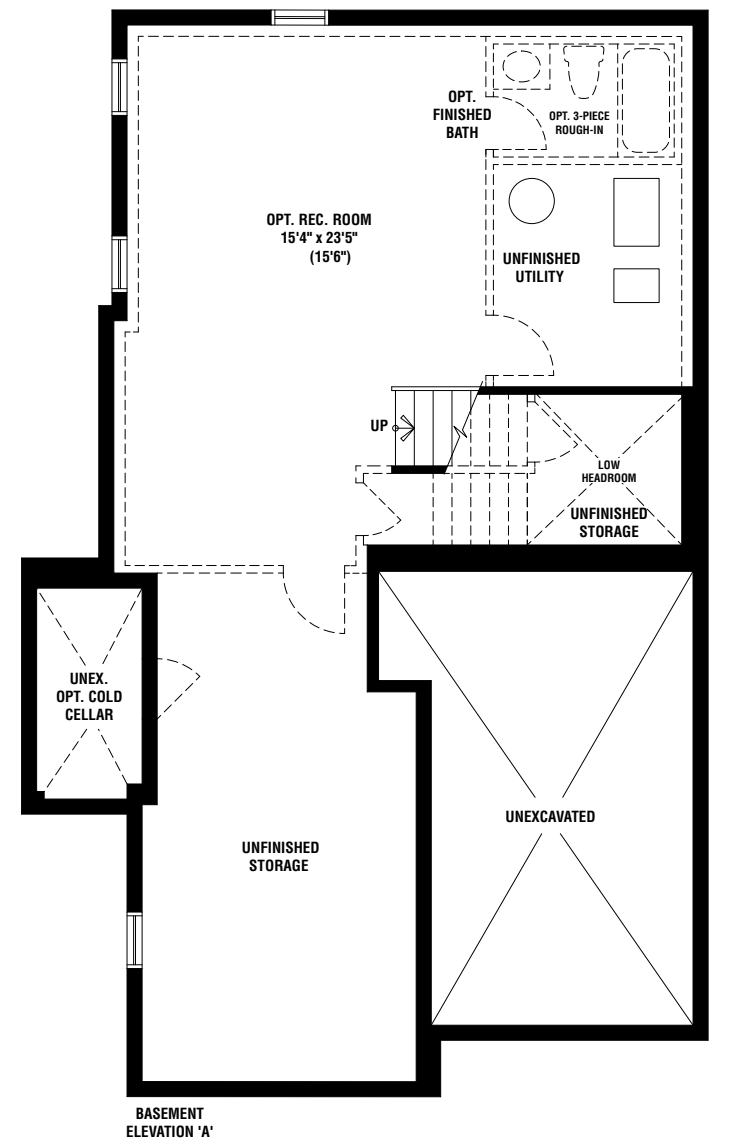 OPT.
FINISHED
BATH
OPT. 3-PIECE
ROUGH-IN
OPT. REC. ROOM
15'4" x 23'5"
(15'6")
UNFINISHED
UTILITY
UP
LOW
HEADROOM
UNFINISHED
STORAGE
UNEX.
OPT. COLD
CELLAR
UNEXCAVATED
UNFINISHED
STORAGE
BASEMENT
ELEVATION 'A'